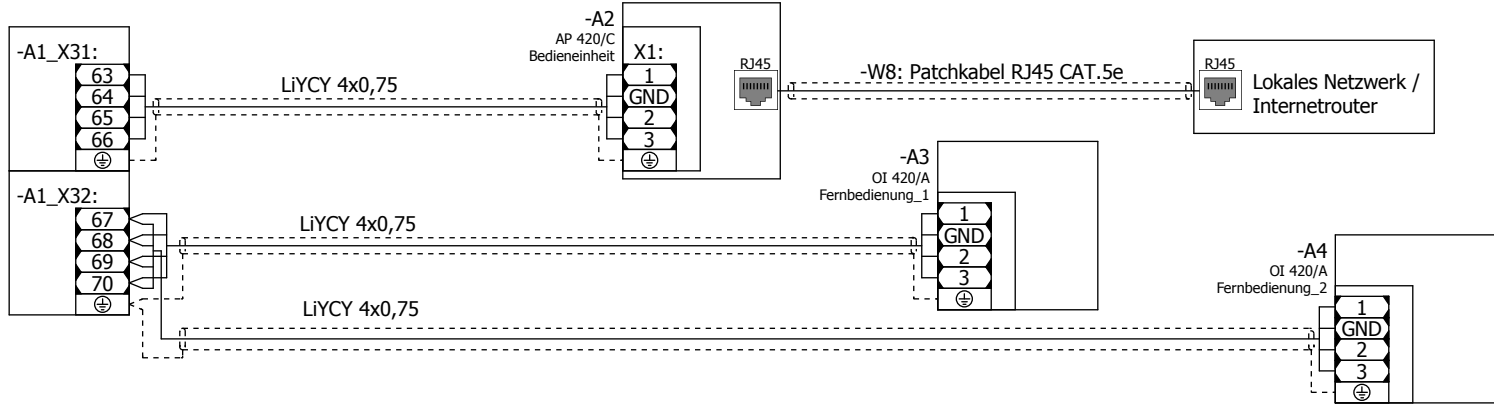 -A1_X31:
63
64
65
66
LiYCY 4x0,75
-A2
AP 420/C
Bedieneinheit
X1:
1
GND
2
3
RJ45
-W8: Patchkabel RJ45 CAT.5e
RJ45
Lokales Netzwerk /
Internetrouter
-A1_X32:
67
68
69
70
LiYCY 4x0,75
-A3
OI 420/A
Fernbedienung_1
1
GND
2
3
LiYCY 4x0,75
-A4
OI 420/A
Fernbedienung_2
1
GND
2
3